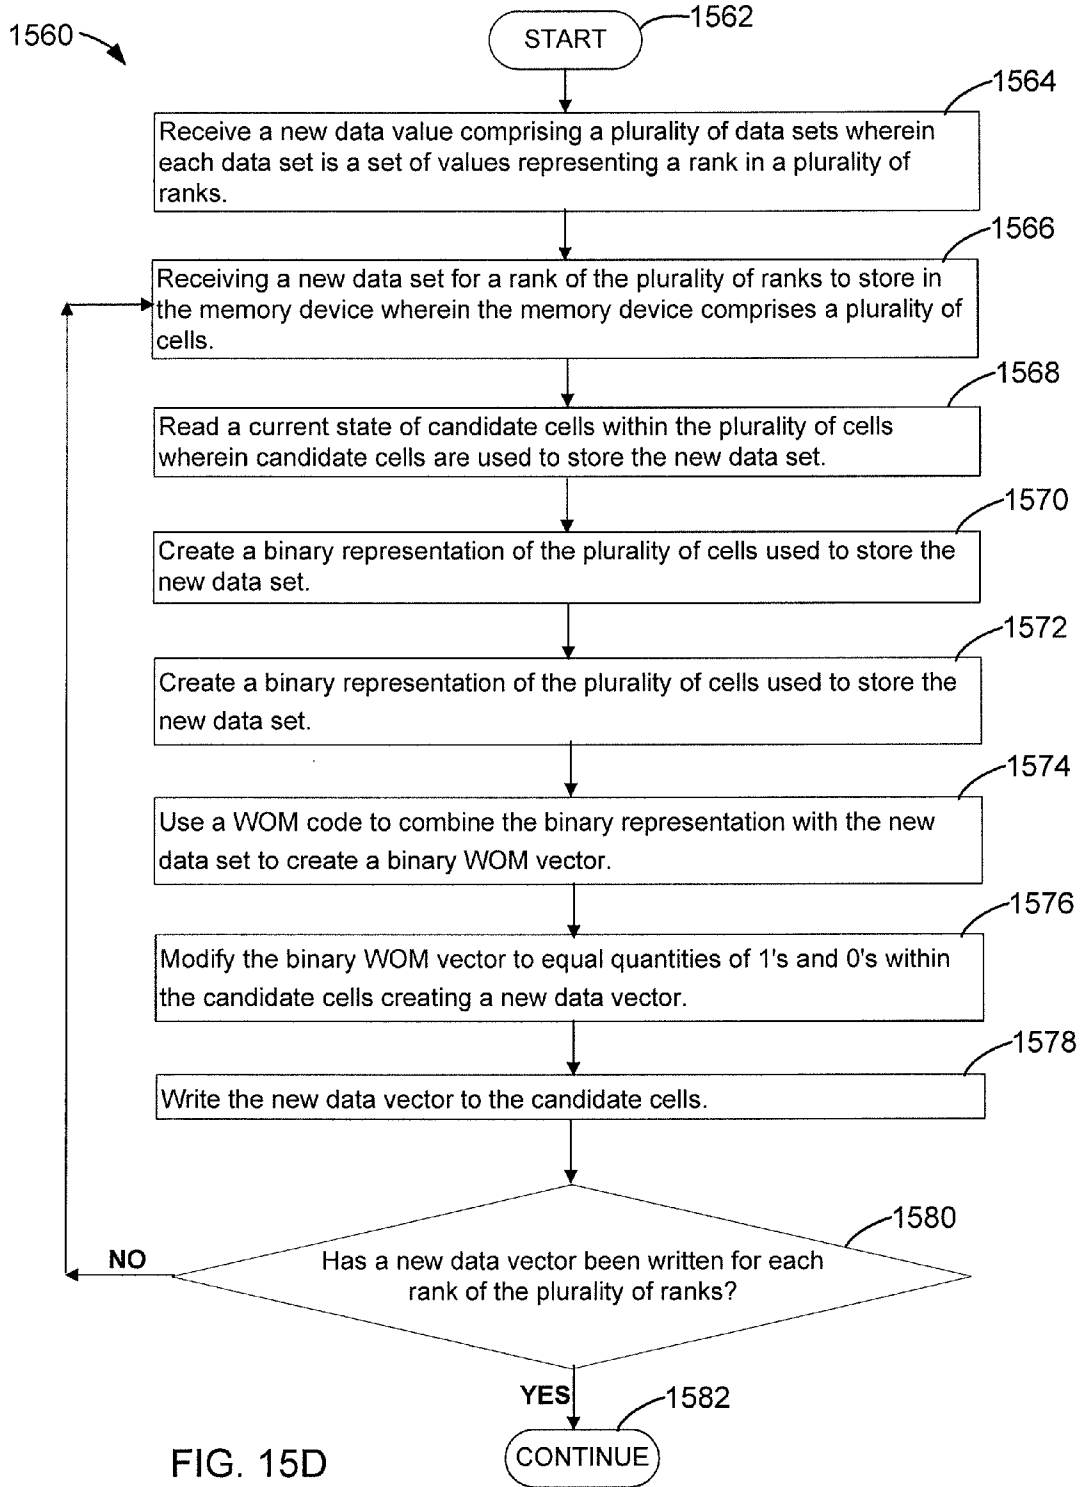 1560
START
1562
1564
Receive a new data value comprising a plurality of data sets wherein
each data set is a set of values representing a rank in a plurality of
ranks.
1566
Receiving a new data set for a rank of the plurality of ranks to store in
the memory device wherein the memory device comprises a plurality of
cells.
1568
Read a current state of candidate cells within the plurality of cells
wherein candidate cells are used to store the new data set.
1570
Create a binary representation of the plurality of cells used to store the
new data set.
1572
Create a binary representation of the plurality of cells used to store the
new data set.
1574
Use a WOM code to combine the binary representation with the new
data set to create a binary WOM vector.
1576
Modify the binary WOM vector to equal quantities of 1's and 0's within
the candidate cells creating a new data vector.
1578
Write the new data vector to the candidate cells.
1580
Has a new data vector been written for each
rank of the plurality of ranks?
NO
YES
1582
CONTINUE
FIG. 15D